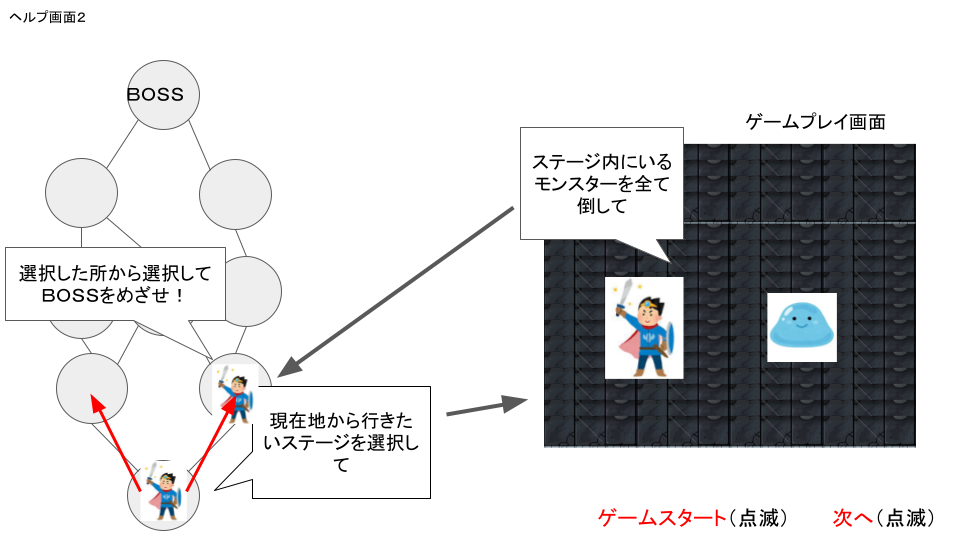 ヘルプ画面2
BOSS
ゲームプレイ画面
ステージ内にいる
モンスターを全て
倒して
選択した所から選択して
BOSSをめざせ！
現在地から行きた
いステージを選択し
て
ゲームスタート(点滅)
次へ(点滅)